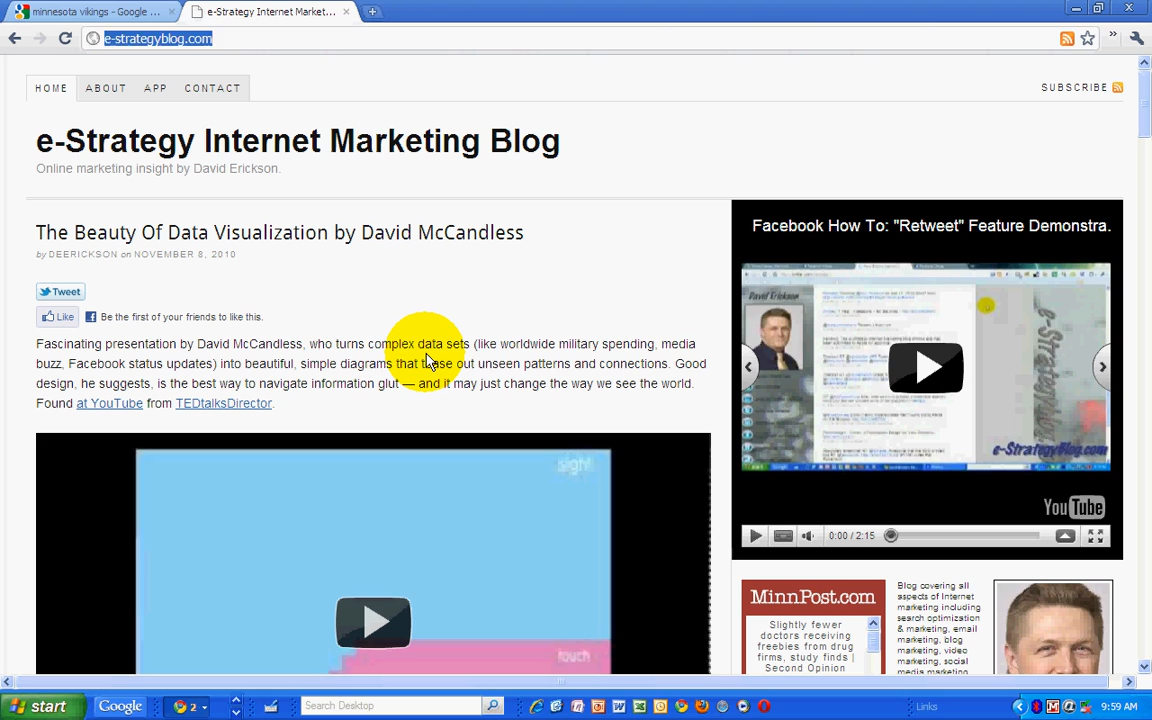 minnesota vikings - Google ...
e-Strategy Internet Market...
e-strategyblog.com
HOME ABOUT APP CONTACT
SUBSCRIBE
e-Strategy Internet Marketing Blog
Online marketing insight by David Erickson.
The Beauty Of Data Visualization by David McCandless
by DEERICKSON on NOVEMBER 8, 2010
Tweet
Like Be the first of your friends to like this.
Fascinating presentation by David McCandless, who turns complex data sets (like worldwide military spending, media
buzz, Facebook status updates) into beautiful, simple diagrams that tease out unseen patterns and connections. Good
design, he suggests, is the best way to navigate information glut — and it may just change the way we see the world.
Found at YouTube from TEDtalksDirector.
sight
touch
Facebook How To: "Retweet" Feature Demonstra.
David Erickson
e-StrategyBlog.com
YouTube
0:00 / 2:15
MinnPost.com
Slightly fewer
doctors receiving
freebies from drug
firms, study finds |
Second Opinion
Blog covering all
aspects of Internet
marketing including
search optimization
& marketing, email
marketing, blog
marketing, video
marketing, social
media marketing
start Google 2 Search Desktop Links 9:59 AM